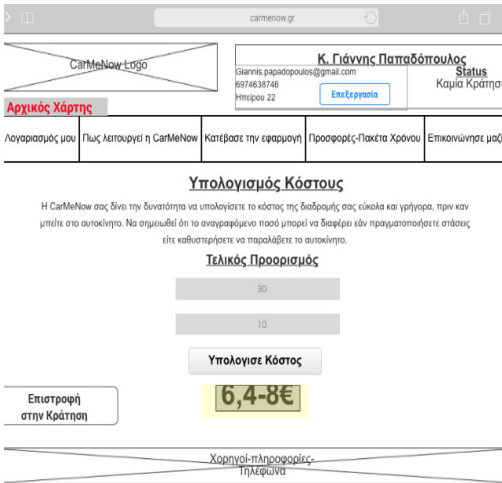 carmenow.gr
CarMeNow Logo
Κ. Γιάννης Παπαδόπουλος
Giannis.papadopoulos@gmail.com
6974638746
Ηπείρου 22
Επεξεργασία
Status
Καμία Κράτησ
Αρχικός Χάρτης
Λογαριασμός μου
Πως λειτουργεί η CarMeNow
Κατέβασε την εφαρμογή
Προσφορές-Πακέτα Χρόνου
Επικοινώνησε μαζί
Υπολογισμός Κόστους
Η CarMeNow σας δίνει την δυνατότητα να υπολογίσετε το κόστος της διαδρομής σας εύκολα και γρήγορα, πριν καν
μπείτε στο αυτοκίνητο. Να σημειωθεί ότι το αναγραφόμενο ποσό μπορεί να διαφέρει εάν πραγματοποιήσετε στάσεις
είτε καθυστερήσετε να παραλάβετε το αυτοκίνητο.
Τελικός Προορισμός
30
10
Υπολογισε Κόστος
6,4-8€
Επιστροφή
στην Κράτηση
Χορηγοί-πληροφορίες-
Τηλέφωνα